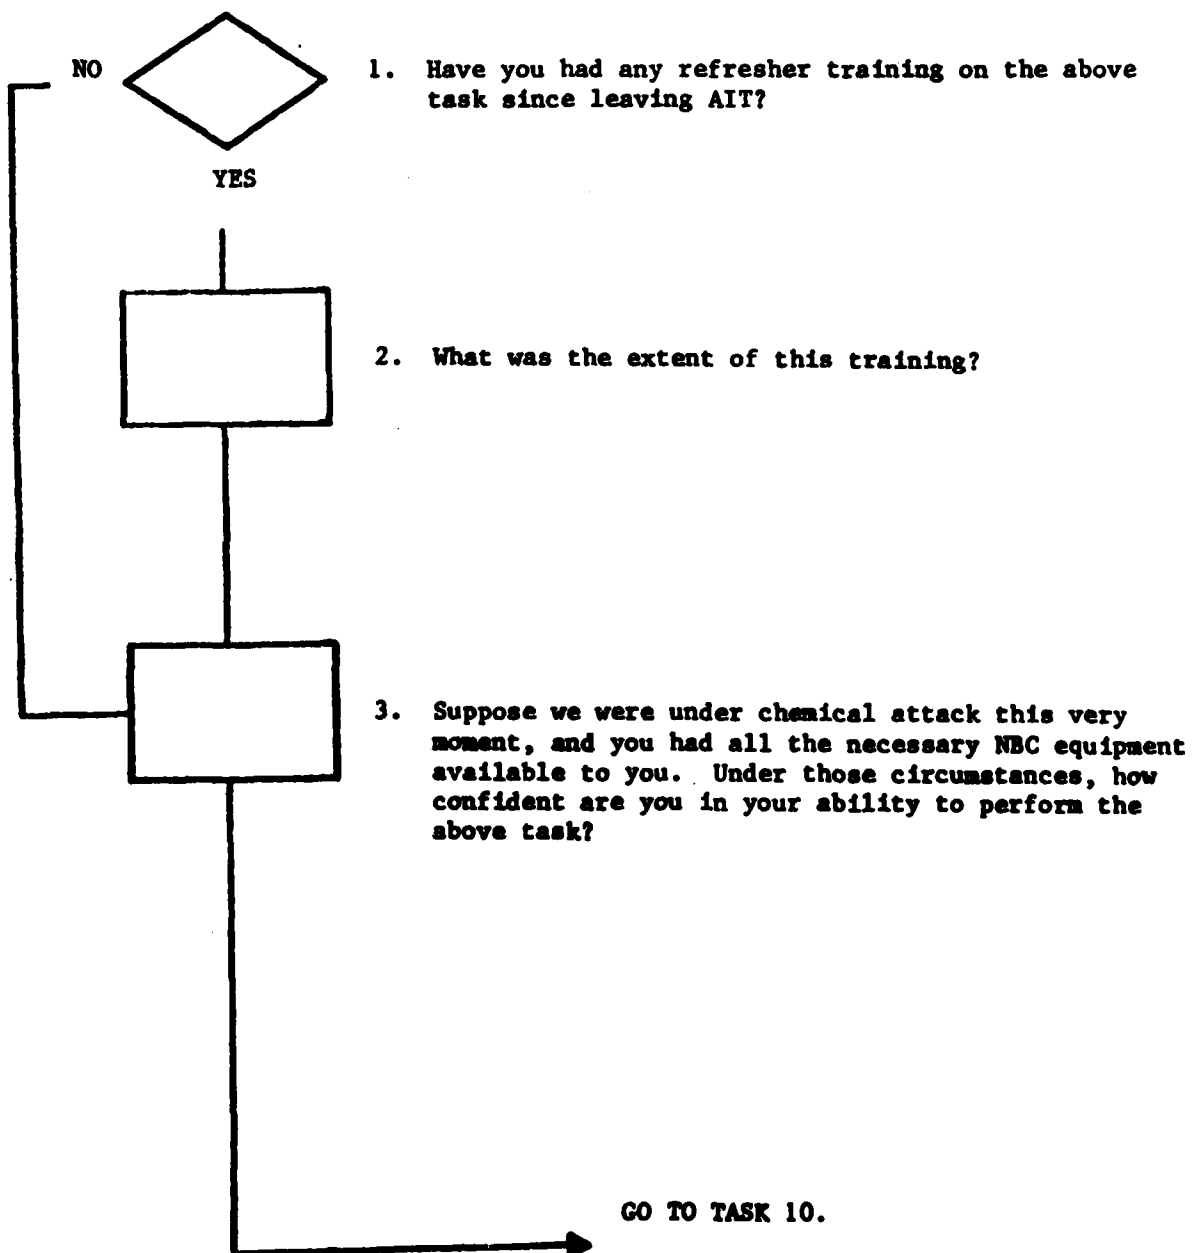 NO
1. Have you had any refresher training on the above
task since leaving AIT?
YES
2. What was the extent of this training?
3. Suppose we were under chemical attack this very
moment, and you had all the necessary NBC equipment
available to you. Under those circumstances, how
confident are you in your ability to perform the
above task?
GO TO TASK 10.